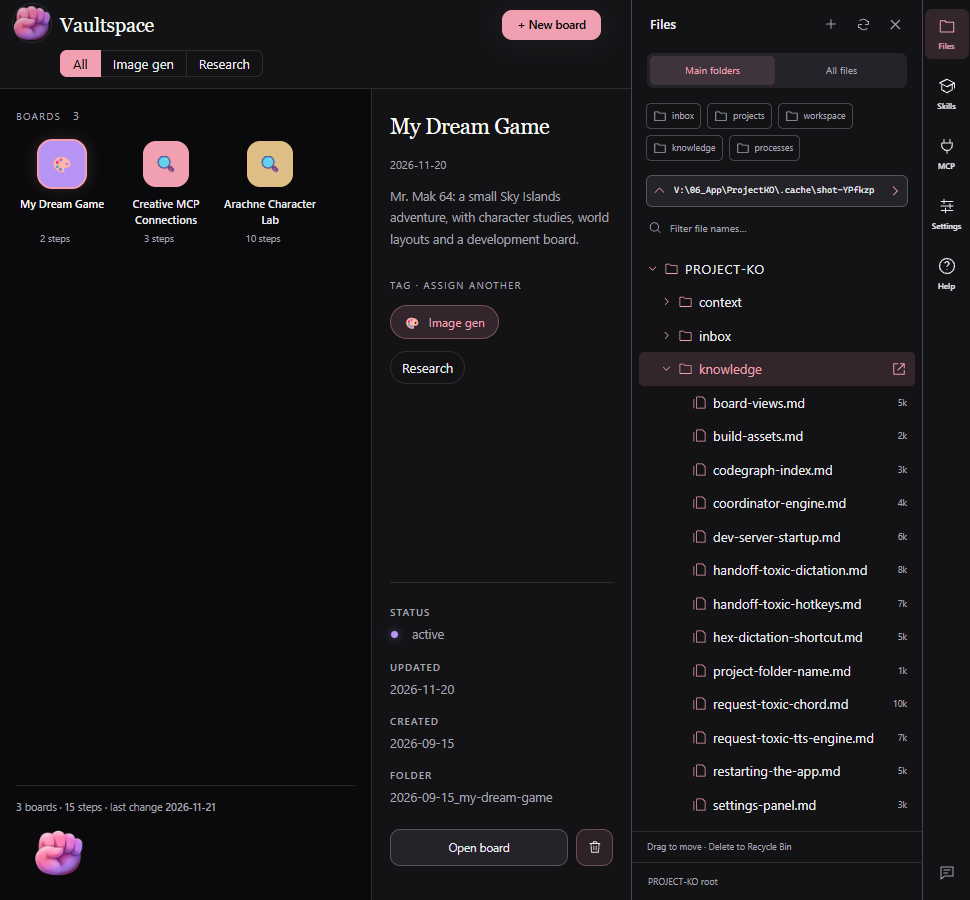 Vaultspace
+ New board
All
Image gen
Research
BOARDS 3
My Dream Game
2 steps
Creative MCP
Connections
3 steps
Arachne Character
Lab
10 steps
3 boards · 15 steps · last change 2026-11-21
My Dream Game
2026-11-20
Mr. Mak 64: a small Sky Islands
adventure, with character studies, world
layouts and a development board.
TAG · ASSIGN ANOTHER
Image gen
Research
STATUS
active
UPDATED
2026-11-20
CREATED
2026-09-15
FOLDER
2026-09-15_my-dream-game
Open board
Files
Main folders
All files
inbox
projects
workspace
knowledge
processes
V:\06_App\ProjectKO\.cache\shot-YPfkzp
Filter file names...
PROJECT-KO
context
inbox
knowledge
board-views.md 5k
build-assets.md 2k
codegraph-index.md 3k
coordinator-engine.md 4k
dev-server-startup.md 6k
handoff-toxic-dictation.md 8k
handoff-toxic-hotkeys.md 7k
hex-dictation-shortcut.md 5k
project-folder-name.md 1k
request-toxic-chord.md 10k
request-toxic-tts-engine.md 7k
restarting-the-app.md 5k
settings-panel.md 3k
Drag to move · Delete to Recycle Bin
PROJECT-KO root
Files
Skills
MCP
Settings
Help